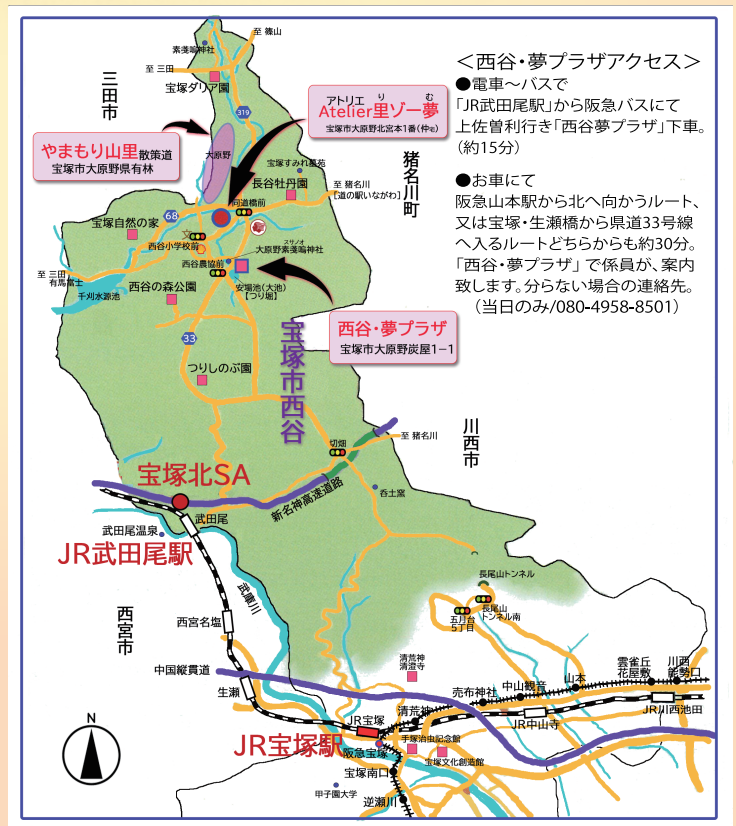 ＜西谷・夢プラザアクセス＞
●電車～バスで
「JR武田尾駅」から阪急バスにて
上佐曽利行き「西谷夢プラザ」下車。
（約15分）
●お車にて
阪急山本駅から北へ向かうルート、
又は宝塚・生瀬橋から県道33号線
へ入るルートどちらからも約30分。
「西谷・夢プラザ」で係員が、案内
致します。分らない場合の連絡先。
（当日のみ/080-4958-8501）
至 篠山
素戔嗚神社
至 三田
宝塚ダリア園
三田市
319
アトリエ　り　む
Atelier里ゾー夢
宝塚市大原野北宮本1番(仲宅)
やまもり山里散策道
宝塚市大原野県有林
大原野
宝塚すみれ墓苑
猪名川町
長谷牡丹園
至 猪名川
[道の駅いながわ]
68
同道橋前
宝塚自然の家
文
西谷小学校前
スサノオ
大原野素戔嗚神社
西谷農協前
至 三田
有馬富士
千刈水源池
西谷の森公園
安場池(大池)
[つり堀]
西谷・夢プラザ
宝塚市大原野炭屋1−1
33
宝塚市西谷
つりしのぶ園
川西市
切畑
至 猪名川
宝塚北SA
新名神高速道路
呑土窯
武田尾
武田尾温泉
JR武田尾駅
長尾山トンネル
武庫川
長尾山
トンネル南
五月台
5丁目
西宮市
西宮名塩
清荒神
清澄寺
中国縦貫道
雲雀丘
花屋敷
川西
能勢口
山本
中山観音
売布神社
生瀬
清荒神
JR宝塚
JR川西池田
JR中山寺
N
JR宝塚駅
手塚治虫記念館
阪急宝塚
宝塚文化創造館
宝塚南口
甲子園大学
逆瀬川